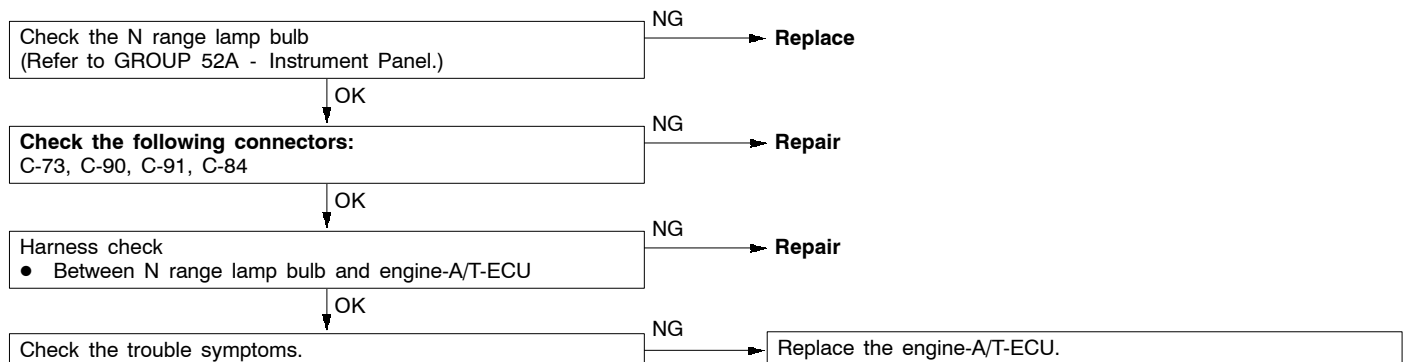 Check the N range lamp bulb
(Refer to GROUP 52A - Instrument Panel.)
NG
Replace
OK
Check the following connectors:
C-73, C-90, C-91, C-84
NG
Repair
OK
Harness check
● Between N range lamp bulb and engine-A/T-ECU
NG
Repair
OK
Check the trouble symptoms.
NG
Replace the engine-A/T-ECU.